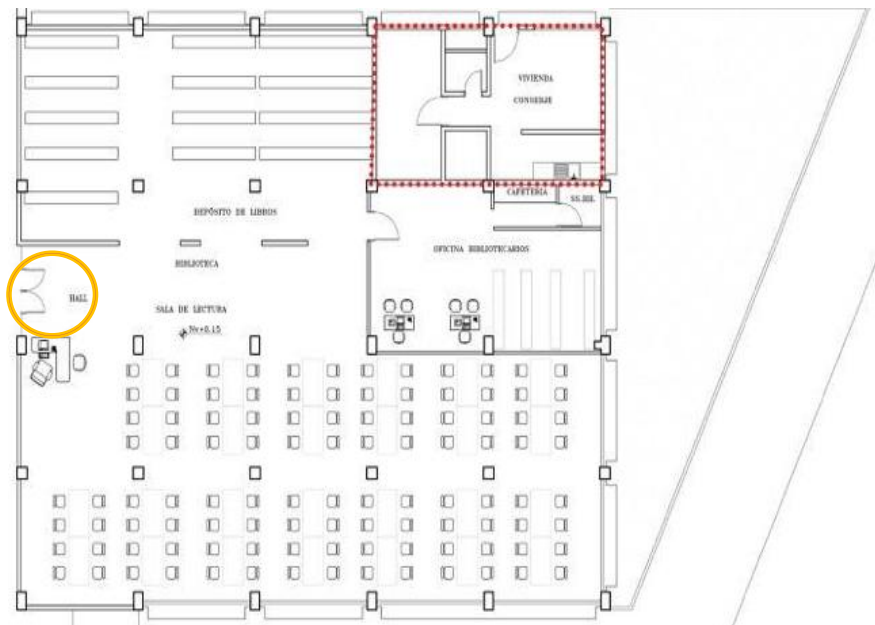 VIVIENDA
CONSERJE
CAFETERIA
SS.HH.
DEPÓSITO DE LIBROS
OFICINA BIBLIOTECARIOS
BIBLIOTECA
HALL
SALA DE LECTURA
Nv+0.15